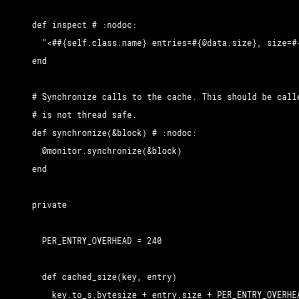 def inspect # :nodoc:
"<##{self.class.name} entries=#{@data.size}, size=#
end
# Synchronize calls to the cache. This should be calle
# is not thread safe.
def synchronize(&block) # :nodoc:
@monitor.synchronize(&block)
end
private
PER_ENTRY_OVERHEAD = 240
def cached_size(key, entry)
key.to_s.bytesize + entry.size + PER_ENTRY_OVERHEA